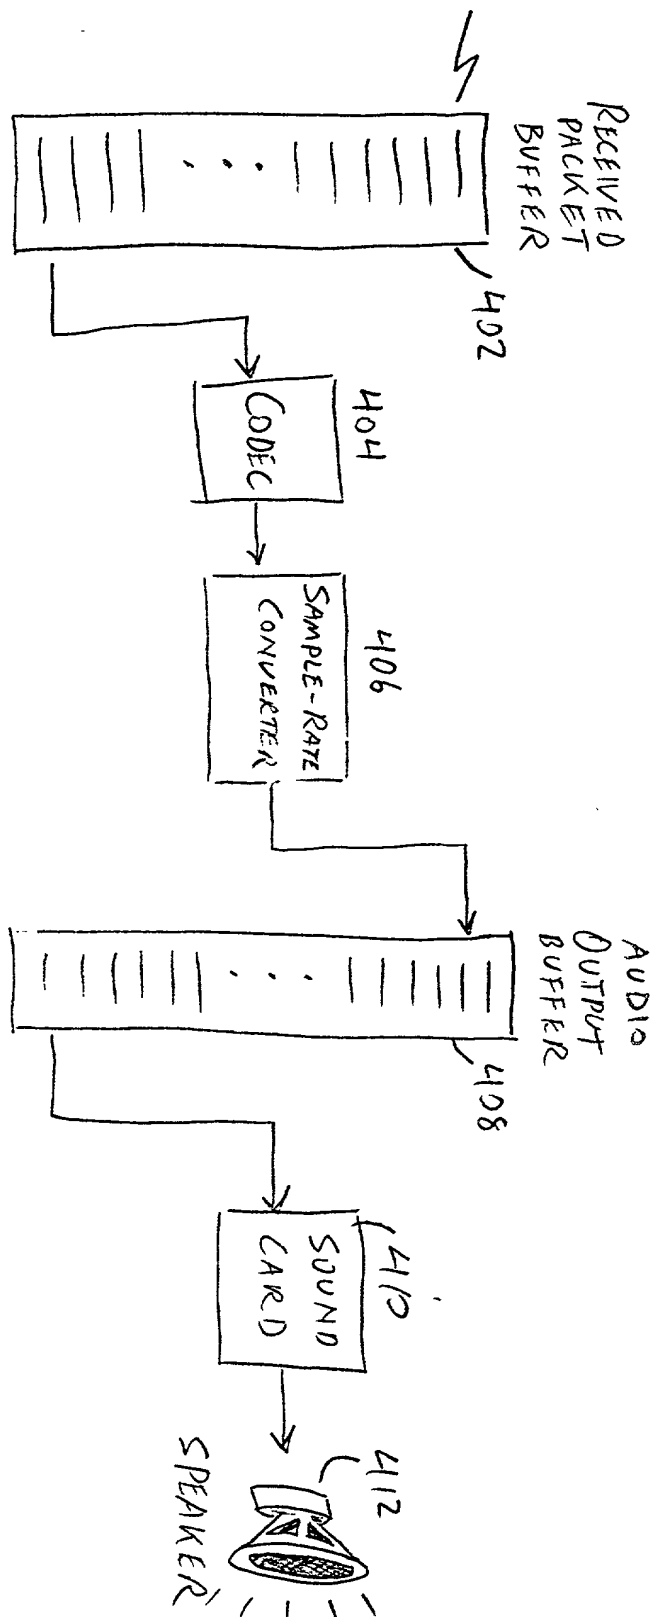 RECEIVED
PACKET
BUFFER
402
404
CODEC
406
SAMPLE-RATE
CONVERTER
AUDIO
OUTPUT
BUFFER
408
410
SOUND
CARD
412
SPEAKER